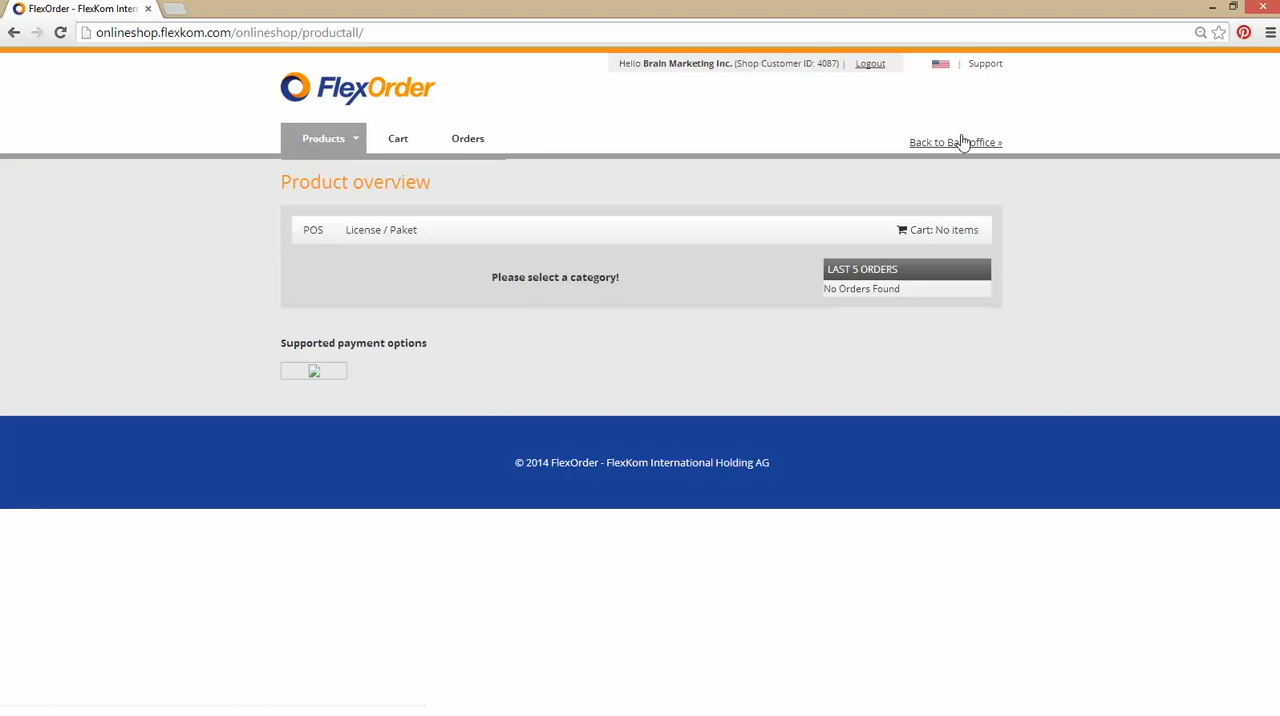 FlexOrder - FlexKom Inter
onlineshop.flexkom.com/onlineshop/productall/
Hello Brain Marketing Inc. (Shop Customer ID: 4087) | Logout | Support
FlexOrder
Products Cart Orders
Back to office »
Product overview
POS License / Paket Cart: No items
Please select a category!
LAST 5 ORDERS
No Orders Found
Supported payment options
© 2014 FlexOrder - FlexKom International Holding AG